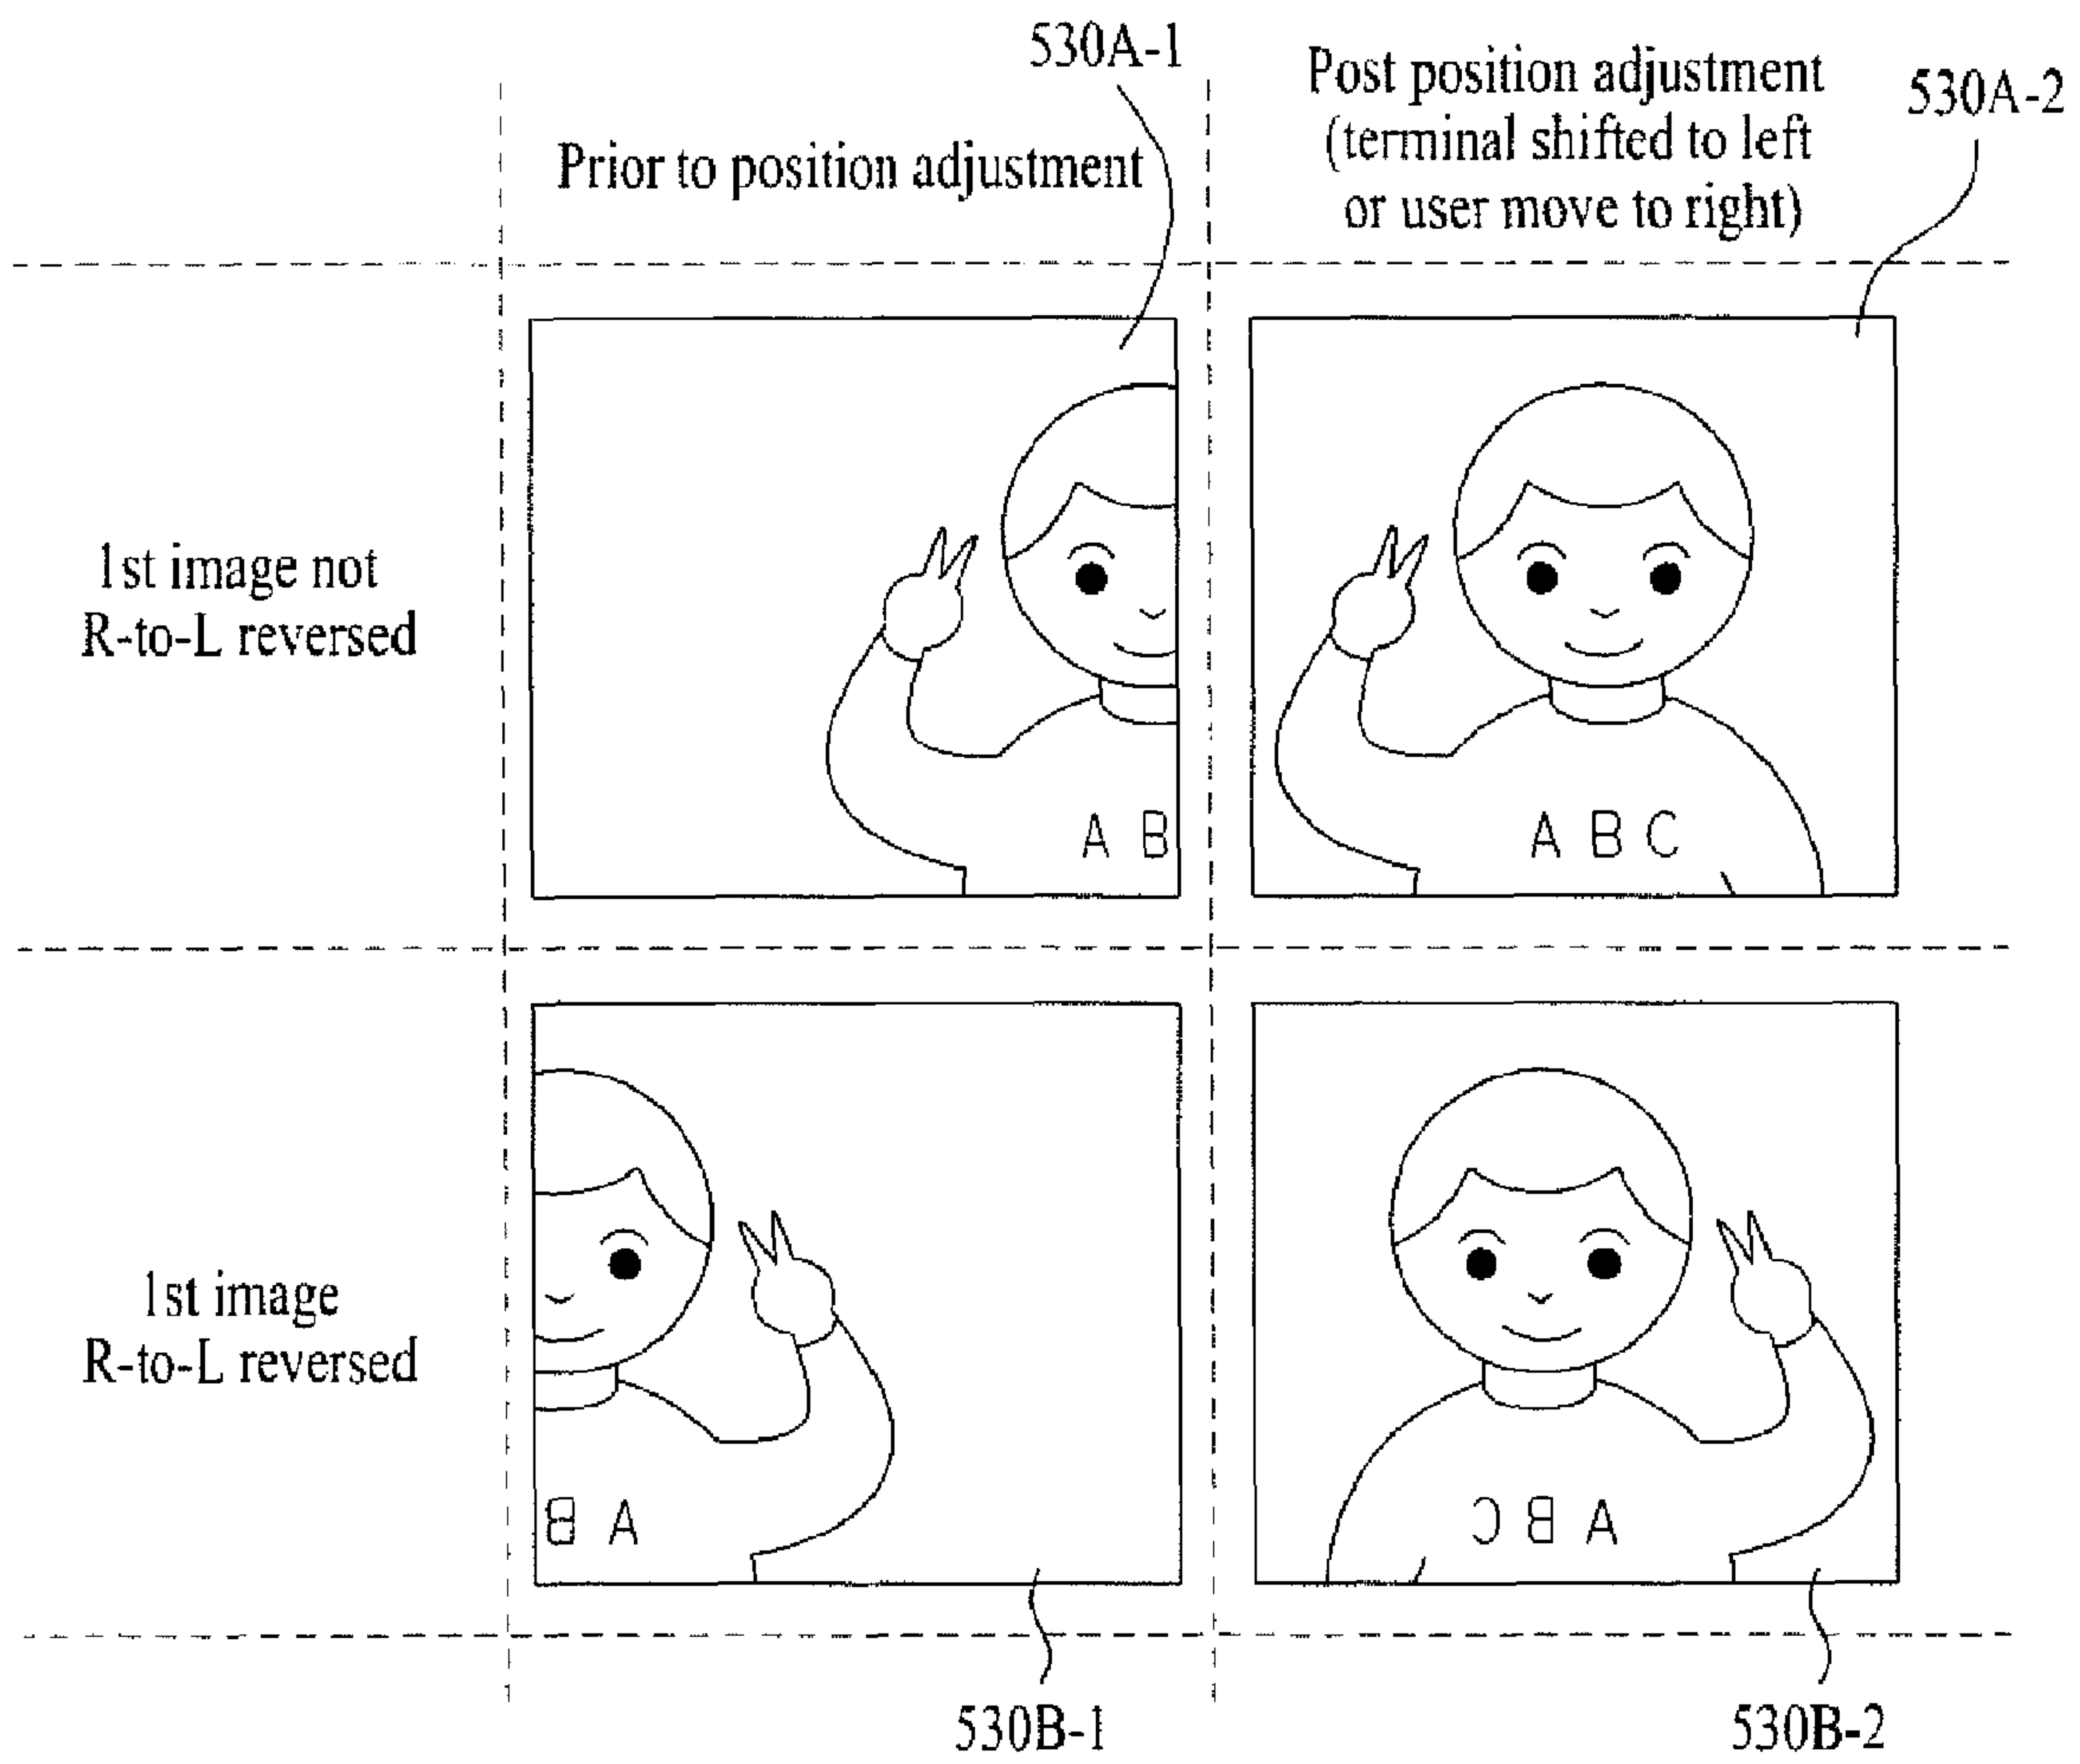 530A-1
Prior to position adjustment
Post position adjustment
(terminal shifted to left
or user move to right)
530A-2
1st image not
R-to-L reversed
A B
A B C
1st image
R-to-L reversed
B A
C B A
530B-1
530B-2